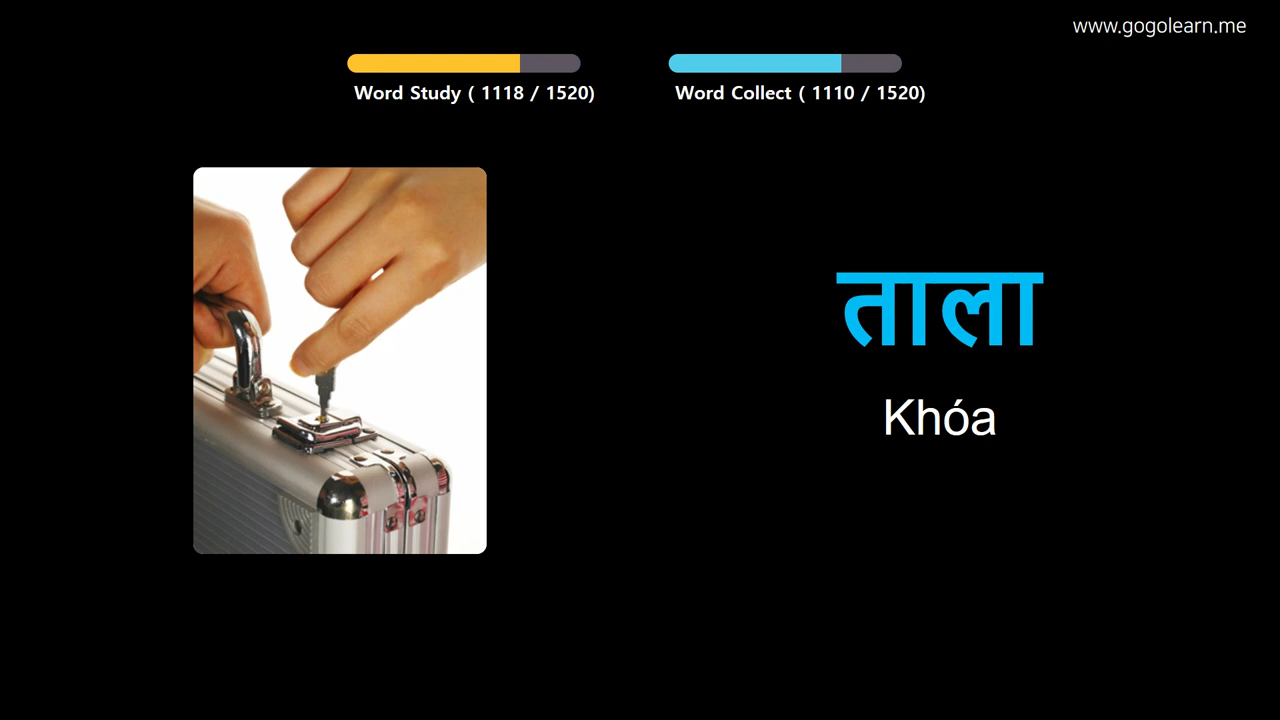 www.gogolearn.me
Word Study ( 1118 / 1520)
Word Collect ( 1110 / 1520)
ताला
Khóa